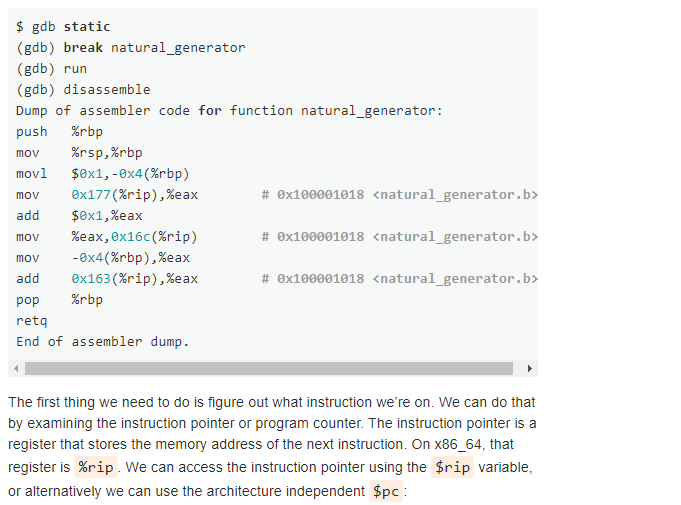 $ gdb static
(gdb) break natural_generator
(gdb) run
(gdb) disassemble
Dump of assembler code for function natural_generator:
push   %rbp
mov    %rsp,%rbp
movl   $0x1,-0x4(%rbp)
mov    0x177(%rip),%eax        # 0x100001018 <natural_generator.b>
add    $0x1,%eax
mov    %eax,0x16c(%rip)        # 0x100001018 <natural_generator.b>
mov    -0x4(%rbp),%eax
add    0x163(%rip),%eax        # 0x100001018 <natural_generator.b>
pop    %rbp
retq
End of assembler dump.
The first thing we need to do is figure out what instruction we’re on. We can do that
by examining the instruction pointer or program counter. The instruction pointer is a
register that stores the memory address of the next instruction. On x86_64, that
register is %rip. We can access the instruction pointer using the $rip variable,
or alternatively we can use the architecture independent $pc: